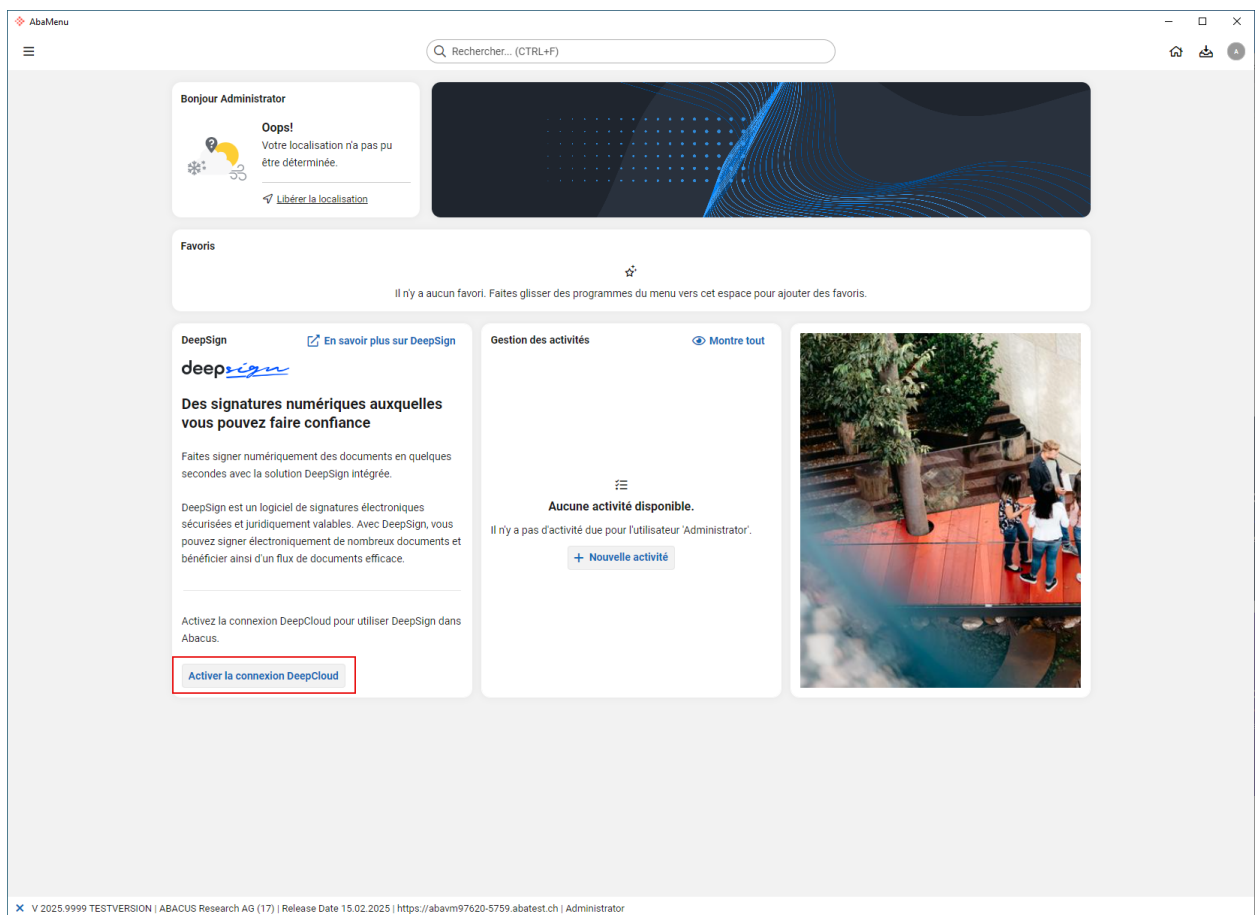 AbaMenu
Rechercher... (CTRL+F)
A
Bonjour Administrator
Oops!
Votre localisation n'a pas pu
être déterminée.
Libérer la localisation
Favoris
Il n'y a aucun favori. Faites glisser des programmes du menu vers cet espace pour ajouter des favoris.
DeepSign
En savoir plus sur DeepSign
deepsign
Des signatures numériques auxquelles
vous pouvez faire confiance
Faites signer numériquement des documents en quelques
secondes avec la solution DeepSign intégrée.
DeepSign est un logiciel de signatures électroniques
sécurisées et juridiquement valables. Avec DeepSign, vous
pouvez signer électroniquement de nombreux documents et
bénéficier ainsi d'un flux de documents efficace.
Activez la connexion DeepCloud pour utiliser DeepSign dans
Abacus.
Activer la connexion DeepCloud
Gestion des activités
Montre tout
Aucune activité disponible.
Il n'y a pas d'activité due pour l'utilisateur 'Administrator'.
+ Nouvelle activité
V 2025.9999 TESTVERSION | ABACUS Research AG (17) | Release Date 15.02.2025 | https://abavm97620-5759.abatest.ch | Administrator